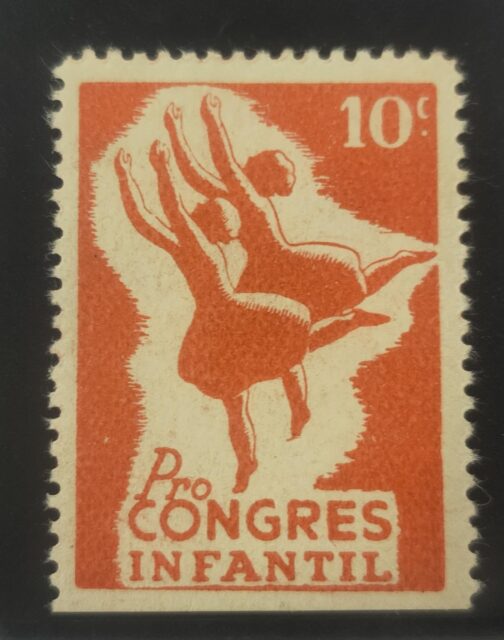 10c.
Pro
CONGRES
INFANTIL